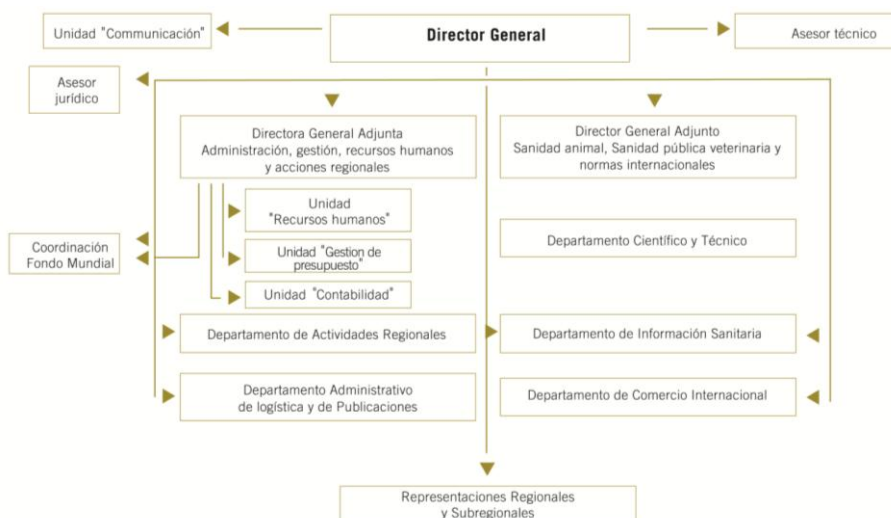 Unidad "Communicación"
Director General
Asesor técnico
Asesor
jurídico
Directora General Adjunta
Administración, gestión, recursos humanos
y acciones regionales
Director General Adjunto
Sanidad animal, Sanidad pública veterinaria y
normas internacionales
Unidad
"Recursos humanos"
Coordinación
Fondo Mundial
Unidad "Gestion de
presupuesto"
Departamento Científico y Técnico
Unidad "Contabilidad"
Departamento de Actividades Regionales
Departamento de Información Sanitaria
Departamento Administrativo
de logística y de Publicaciones
Departamento de Comercio Internacional
Representaciones Regionales
y Subregionales